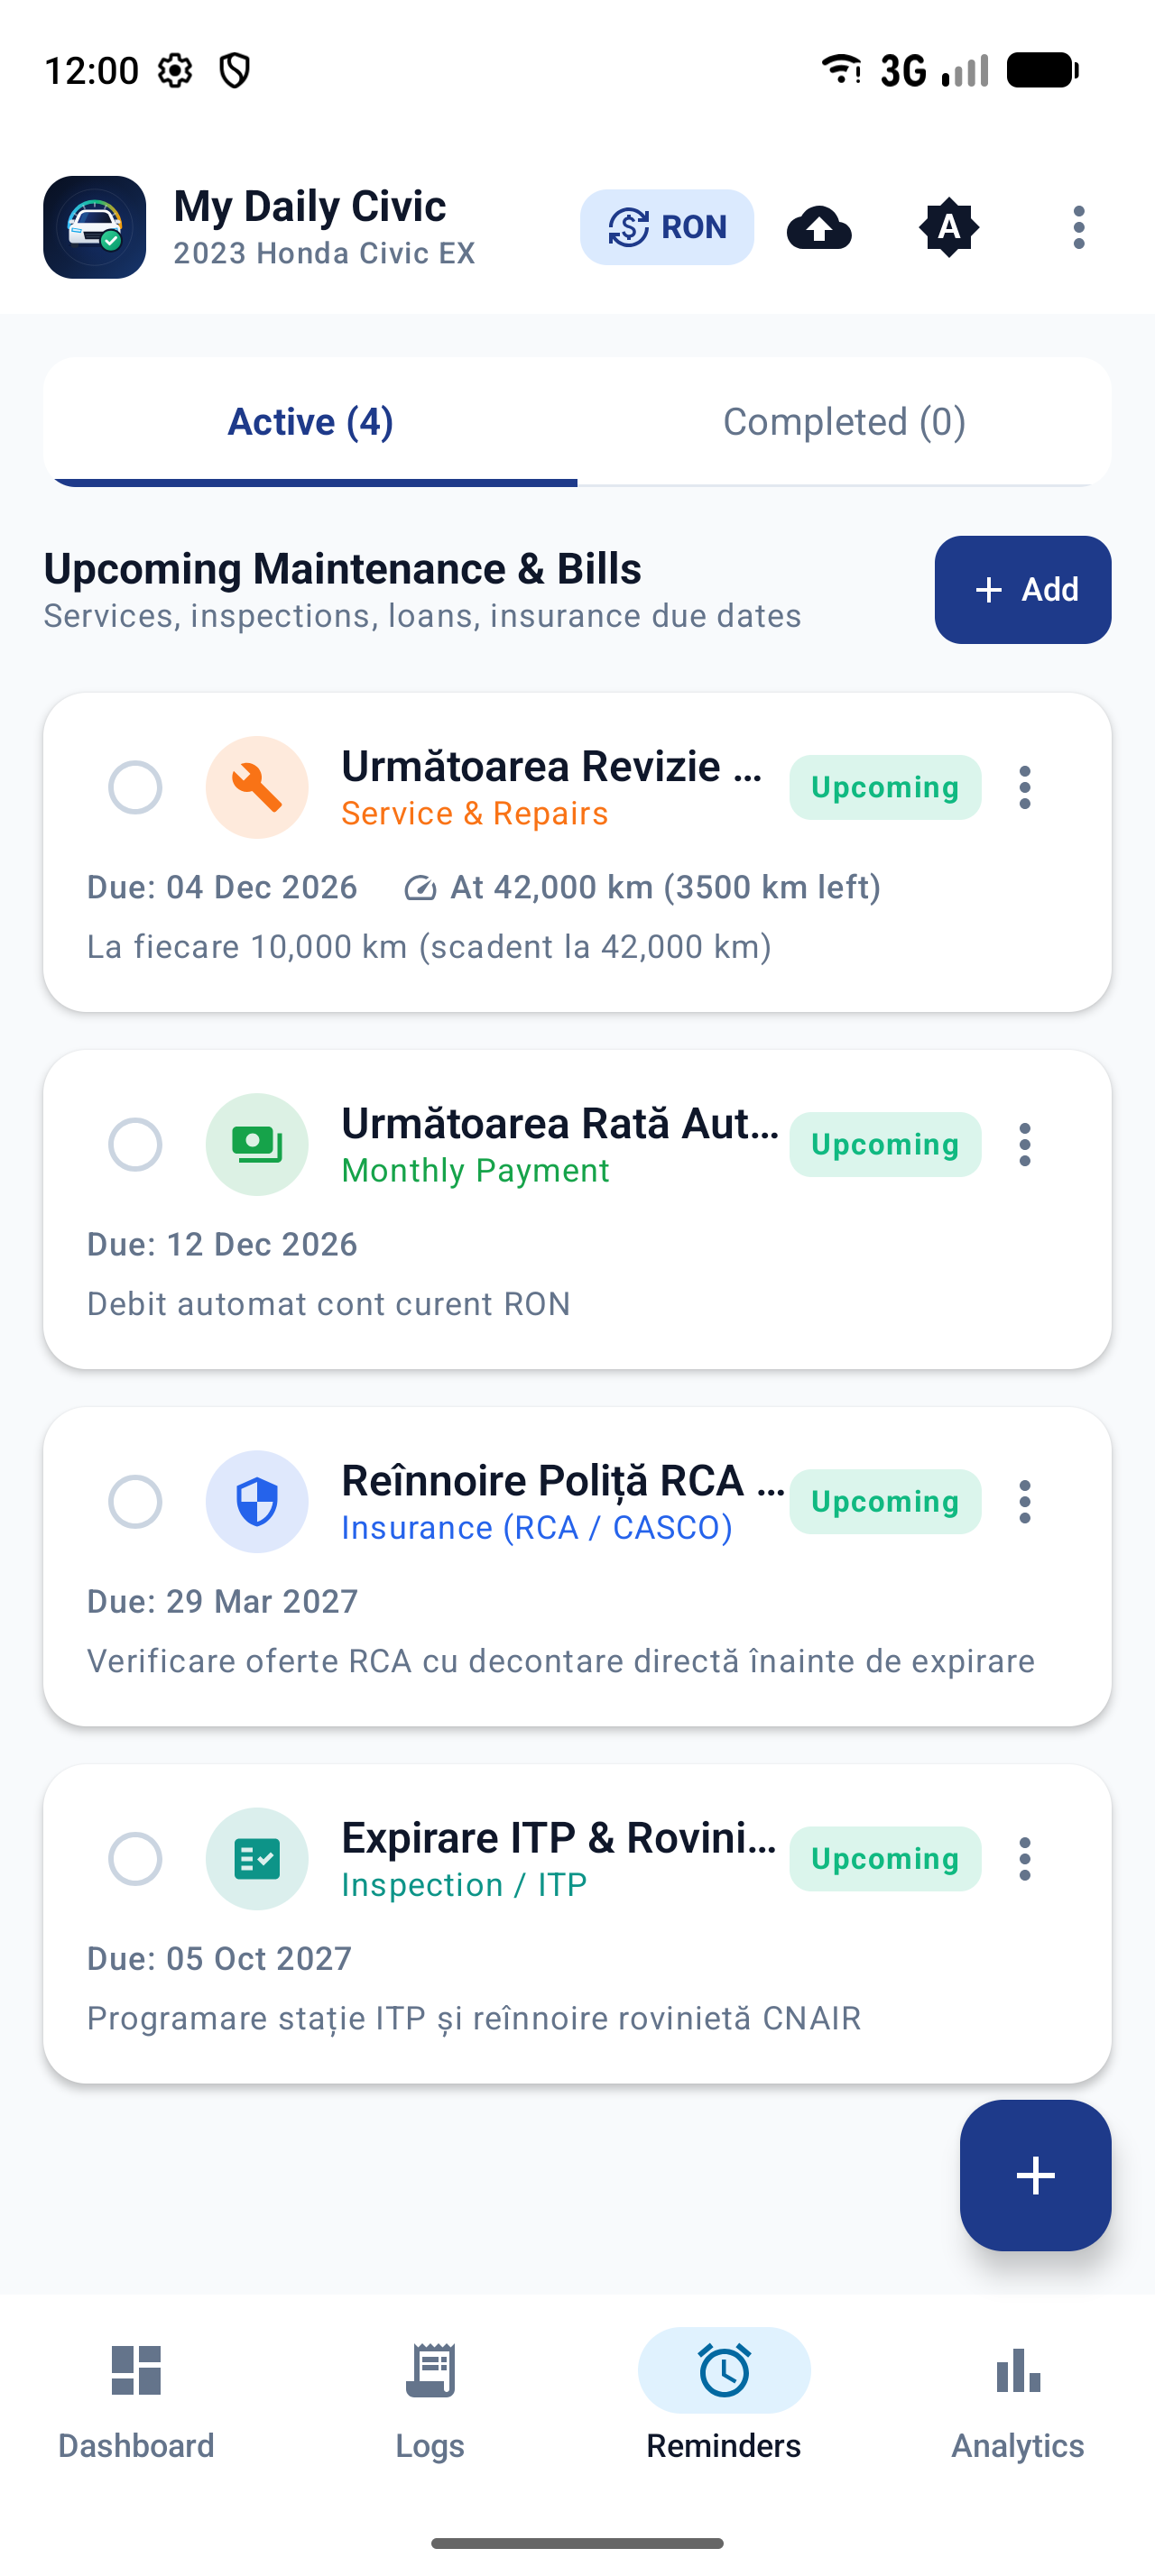 12:00
3G
My Daily Civic
2023 Honda Civic EX
RON
A
Active (4)
Completed (0)
Upcoming Maintenance & Bills
Services, inspections, loans, insurance due dates
Add
Următoarea Revizie ...
Service & Repairs
Upcoming
Due: 04 Dec 2026
At 42,000 km (3500 km left)
La fiecare 10,000 km (scadent la 42,000 km)
Următoarea Rată Aut...
Monthly Payment
Upcoming
Due: 12 Dec 2026
Debit automat cont curent RON
Reînnoire Poliță RCA ...
Insurance (RCA / CASCO)
Upcoming
Due: 29 Mar 2027
Verificare oferte RCA cu decontare directă înainte de expirare
Expirare ITP & Rovini...
Inspection / ITP
Upcoming
Due: 05 Oct 2027
Programare stație ITP și reînnoire rovinietă CNAIR
Dashboard
Logs
Reminders
Analytics